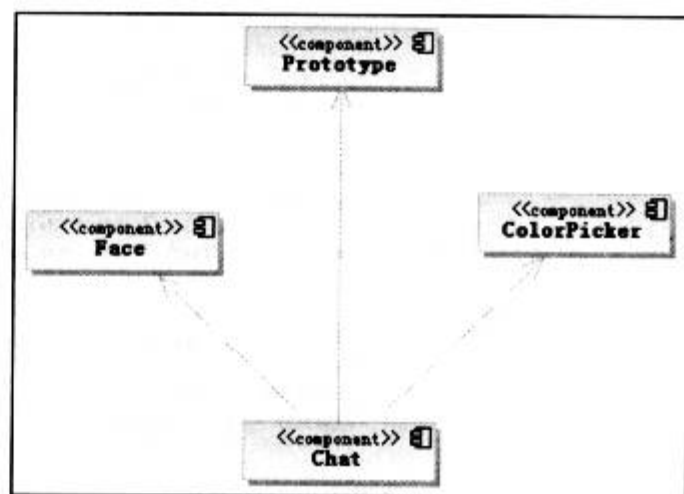 <<component>>
Prototype
<<component>>
Face
<<component>>
ColorPicker
<<component>>
Chat